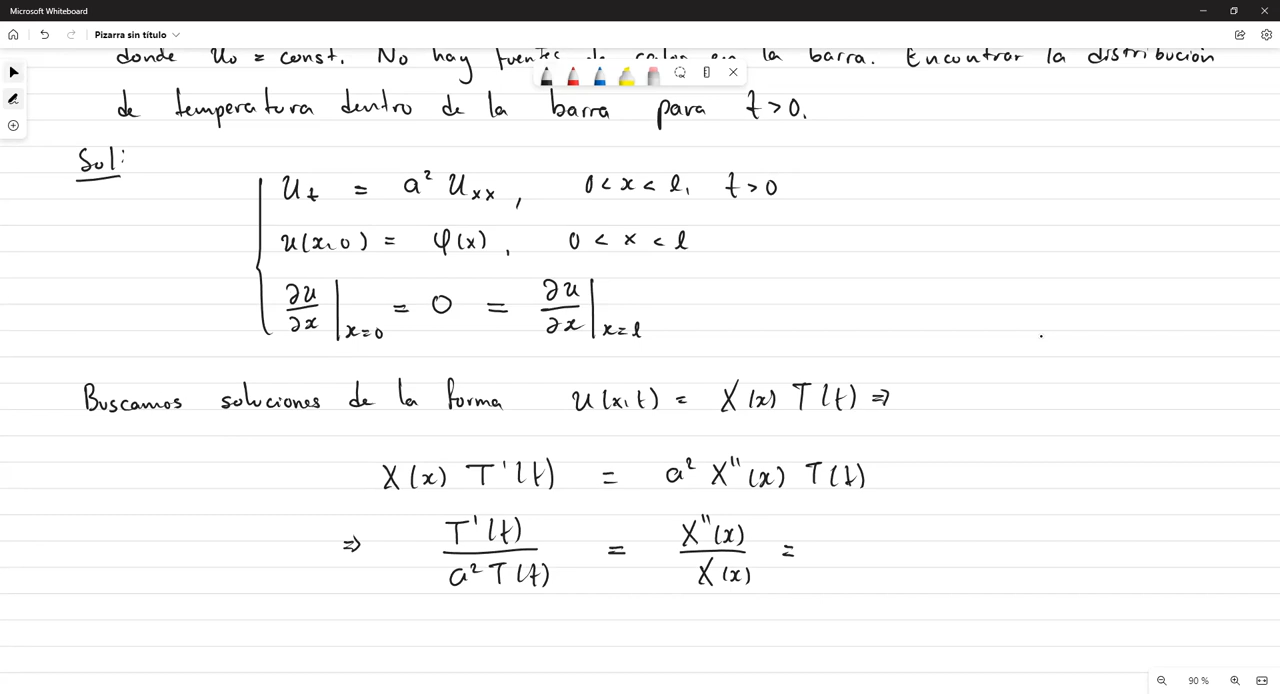 Microsoft Whiteboard
Pizarra sin título
donde u₀ = const. No hay fuentes de calor en la barra. Encontrar la distribución
de temperatura dentro de la barra para t > 0.
Sol:
u_t = a² u_xx, 0 < x < l, t > 0
u(x,0) = φ(x), 0 < x < l
∂u/∂x |_{x=0} = 0 = ∂u/∂x |_{x=l}
Buscamos soluciones de la forma u(x,t) = X(x) T(t) ⇒
X(x) T'(t) = a² X''(x) T(t)
⇒ T'(t)/(a² T(t)) = X''(x)/X(x) =
90 %